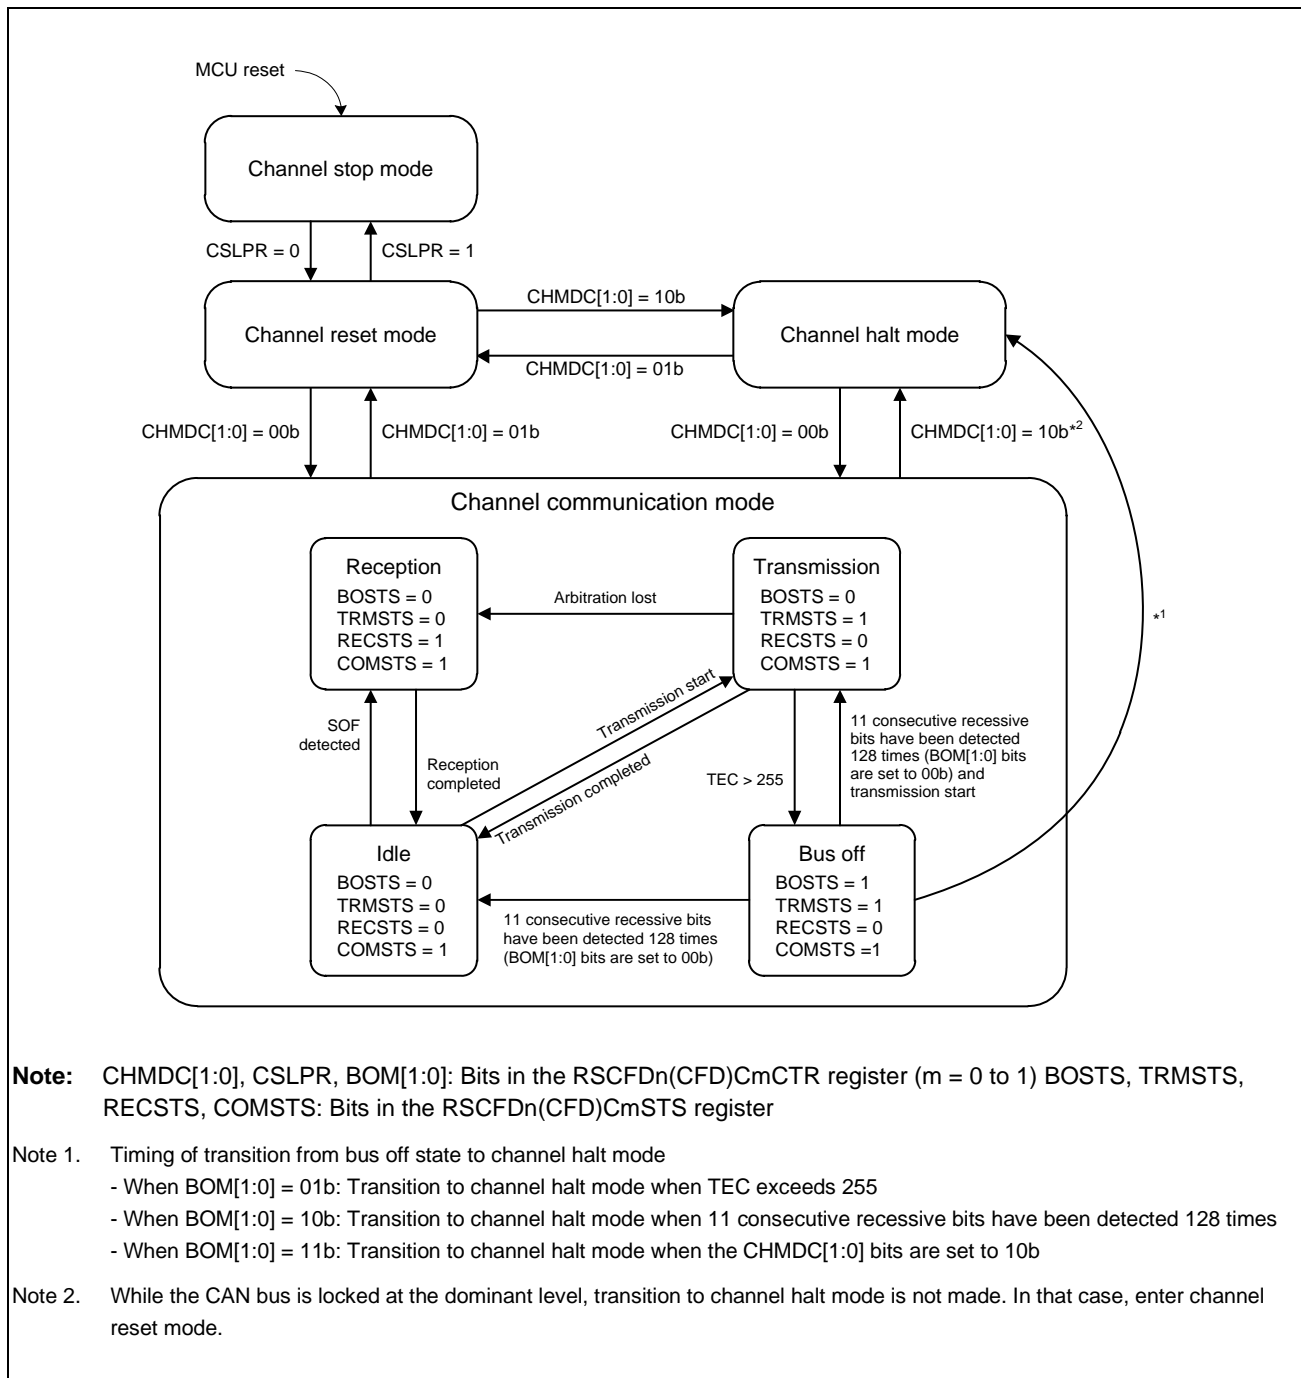 MCU reset
Channel stop mode
CSLPR = 0
CSLPR = 1
CHMDC[1:0] = 10b
Channel reset mode
Channel halt mode
CHMDC[1:0] = 01b
CHMDC[1:0] = 00b
CHMDC[1:0] = 01b
CHMDC[1:0] = 00b
CHMDC[1:0] = 10b*2
Channel communication mode
Reception
BOSTS = 0
TRMSTS = 0
RECSTS = 1
COMSTS = 1
Arbitration lost
Transmission
BOSTS = 0
TRMSTS = 1
RECSTS = 0
COMSTS = 1
*1
SOF
detected
Reception
completed
Transmission start
Transmission completed
TEC > 255
11 consecutive recessive
bits have been detected
128 times (BOM[1:0] bits
are set to 00b) and
transmission start
Idle
BOSTS = 0
TRMSTS = 0
RECSTS = 0
COMSTS = 1
11 consecutive recessive bits
have been detected 128 times
(BOM[1:0] bits are set to 00b)
Bus off
BOSTS = 1
TRMSTS = 1
RECSTS = 0
COMSTS =1
Note: CHMDC[1:0], CSLPR, BOM[1:0]: Bits in the RSCFDn(CFD)CmCTR register (m = 0 to 1) BOSTS, TRMSTS,
RECSTS, COMSTS: Bits in the RSCFDn(CFD)CmSTS register
Note 1. Timing of transition from bus off state to channel halt mode
- When BOM[1:0] = 01b: Transition to channel halt mode when TEC exceeds 255
- When BOM[1:0] = 10b: Transition to channel halt mode when 11 consecutive recessive bits have been detected 128 times
- When BOM[1:0] = 11b: Transition to channel halt mode when the CHMDC[1:0] bits are set to 10b
Note 2. While the CAN bus is locked at the dominant level, transition to channel halt mode is not made. In that case, enter channel
reset mode.